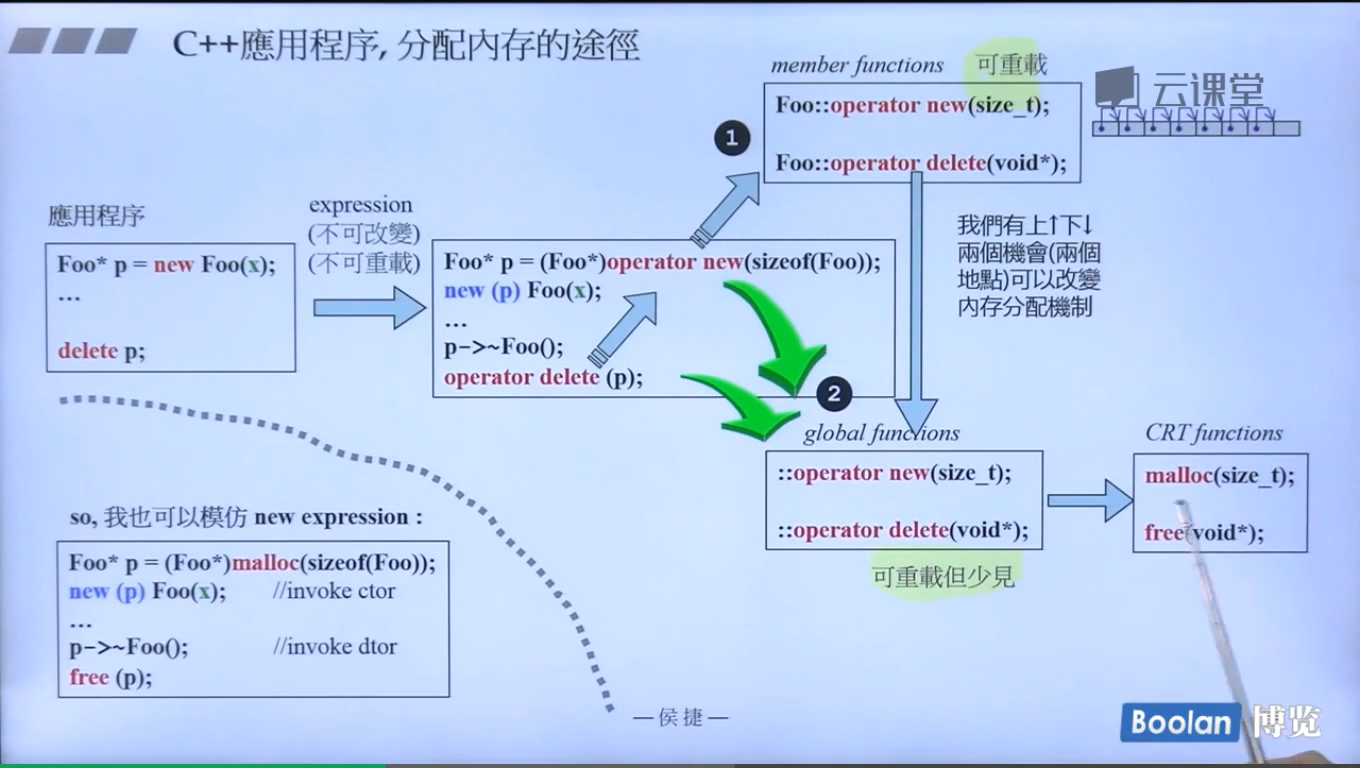 C++應用程序, 分配內存的途徑
member functions 可重載
云课堂
Foo::operator new(size_t);
Foo::operator delete(void*);
1
應用程序
Foo* p = new Foo(x);
...
delete p;
expression
(不可改變)
(不可重載)
Foo* p = (Foo*)operator new(sizeof(Foo));
new (p) Foo(x);
...
p->~Foo();
operator delete (p);
我們有上↑下↓
兩個機會(兩個
地點)可以改變
內存分配機制
2
global functions
::operator new(size_t);
::operator delete(void*);
可重載但少見
CRT functions
malloc(size_t);
free(void*);
so, 我也可以模仿 new expression :
Foo* p = (Foo*)malloc(sizeof(Foo));
new (p) Foo(x); //invoke ctor
...
p->~Foo(); //invoke dtor
free (p);
—侯捷—
Boolan 博览